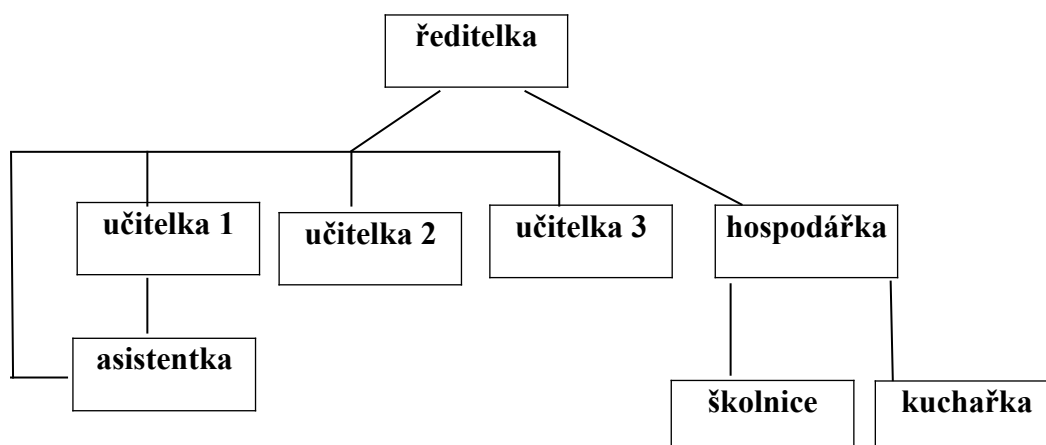 ředitelka
učitelka 1
učitelka 2
učitelka 3
hospodářka
asistentka
školnice
kuchařka